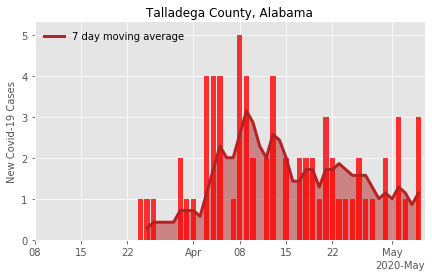 Talladega County, Alabama
7 day moving average
New Covid-19 Cases
5
4
3
2
1
0
08 15 22 Apr 08 15 22 May
2020-May